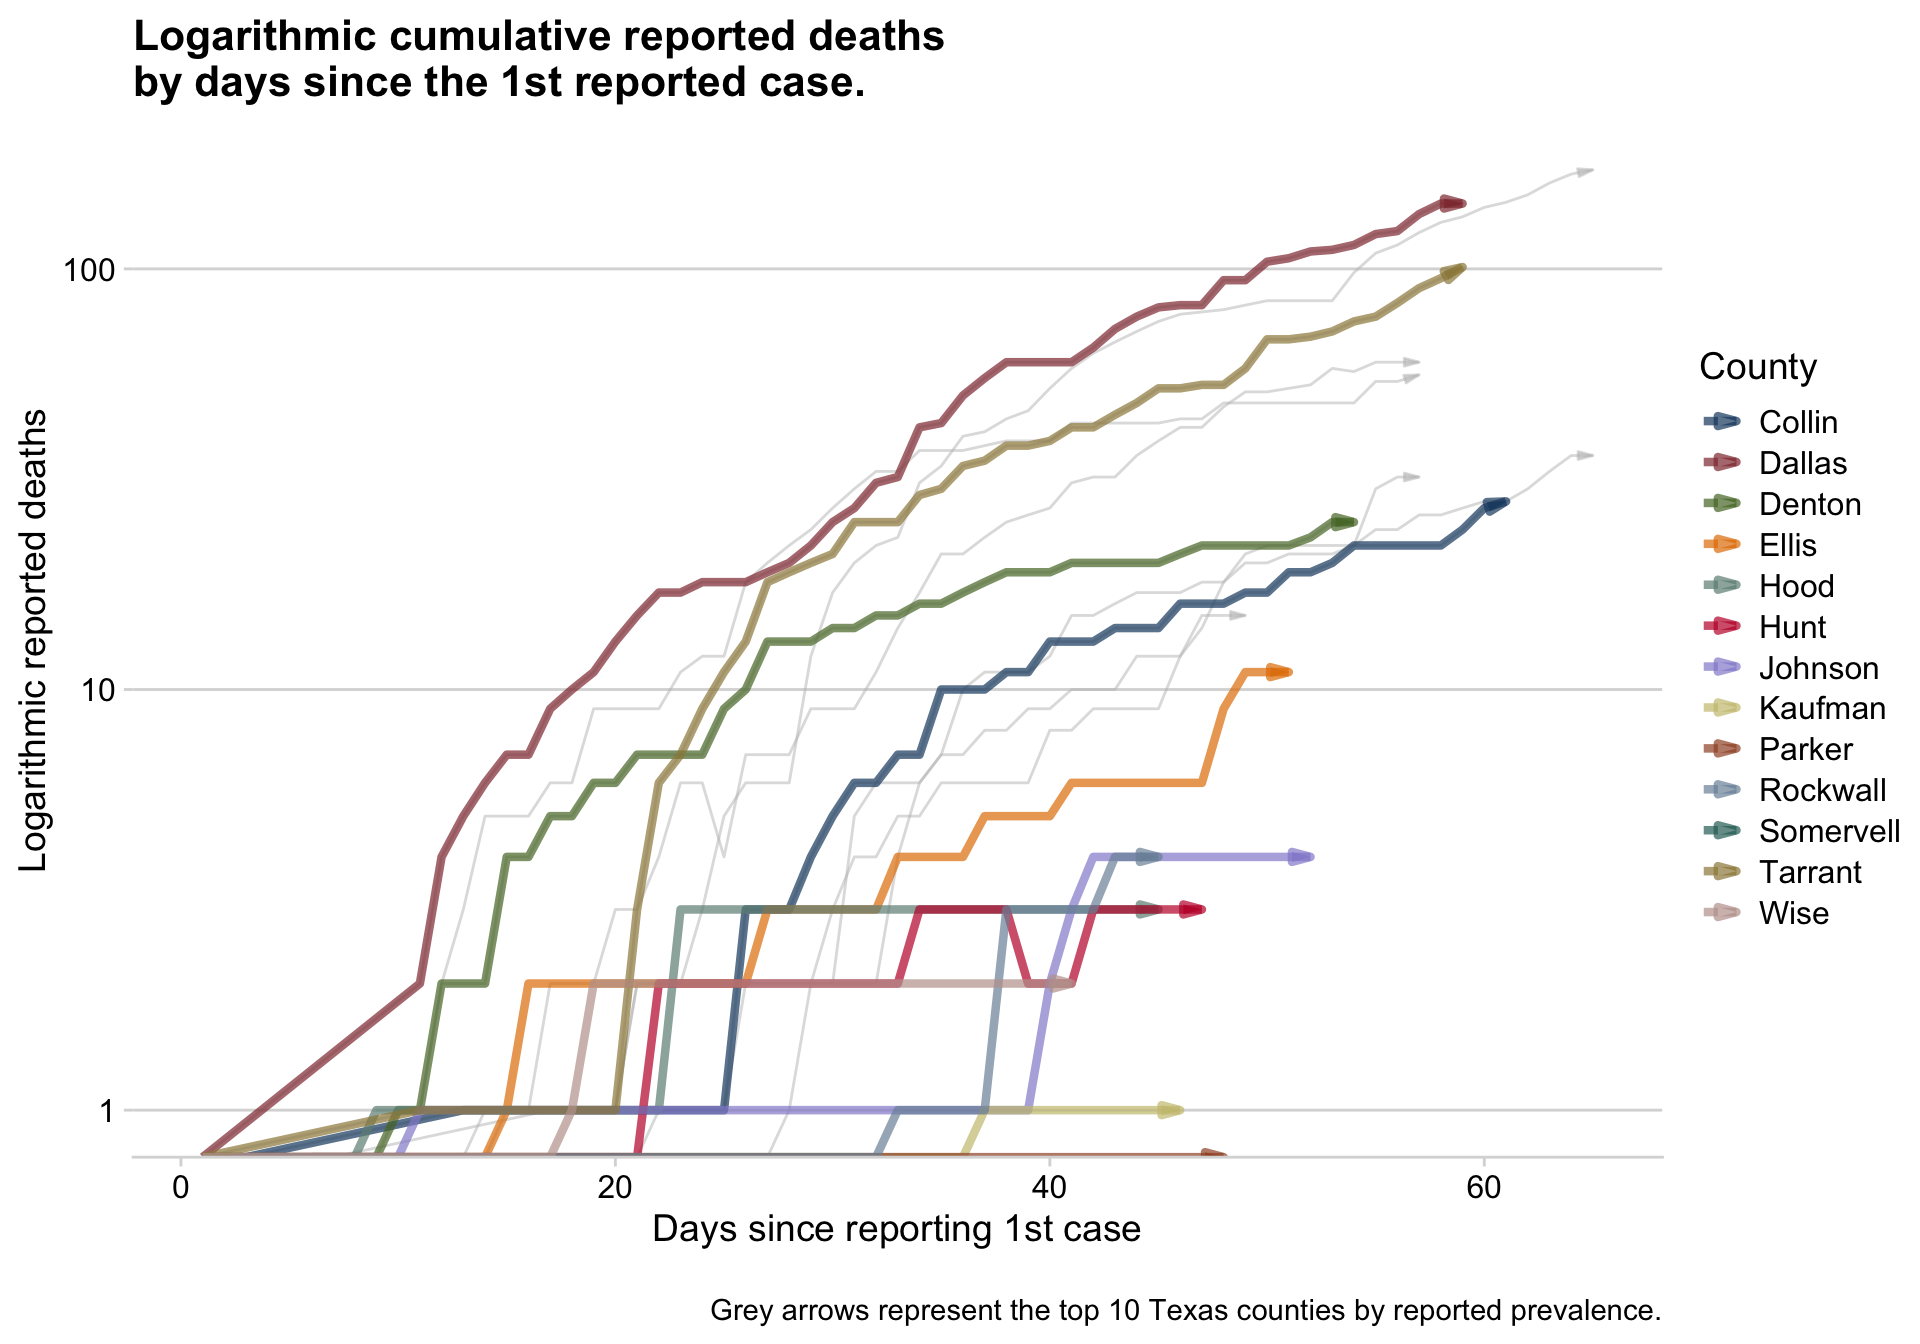 Logarithmic cumulative reported deaths
by days since the 1st reported case.
Logarithmic reported deaths
100
10
1
0
20
40
60
Days since reporting 1st case
County
Collin
Dallas
Denton
Ellis
Hood
Hunt
Johnson
Kaufman
Parker
Rockwall
Somervell
Tarrant
Wise
Grey arrows represent the top 10 Texas counties by reported prevalence.